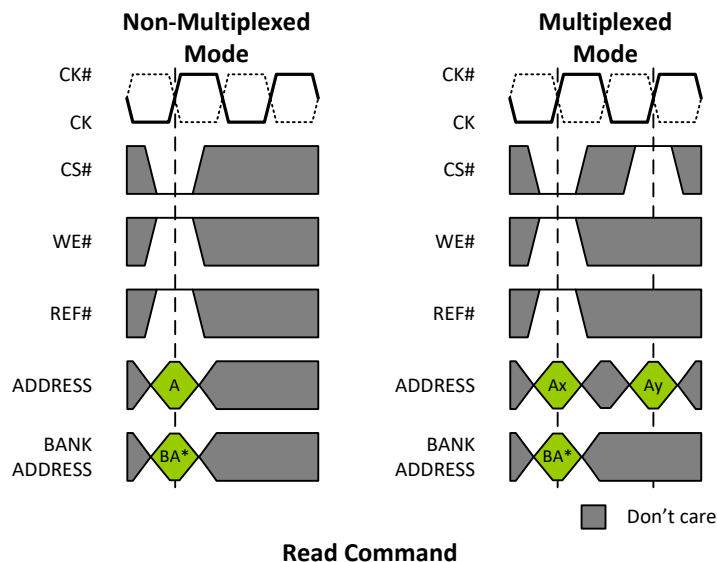 Non-Multiplexed
Mode
Multiplexed
Mode
CK#
CK
CS#
WE#
REF#
ADDRESS
A
BANK
ADDRESS
BA*
CK#
CK
CS#
WE#
REF#
ADDRESS
Ax
Ay
BANK
ADDRESS
BA*
Don't care
Read Command